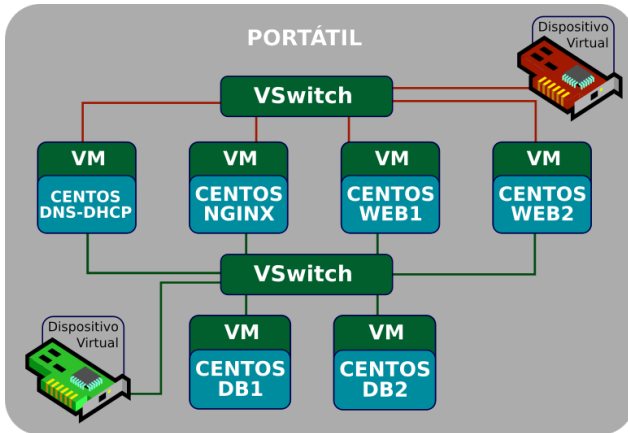 PORTÁTIL
Dispositivo
Virtual
VSwitch
VM
CENTOS
DNS-DHCP
VM
CENTOS
NGINX
VM
CENTOS
WEB1
VM
CENTOS
WEB2
VSwitch
Dispositivo
Virtual
VM
CENTOS
DB1
VM
CENTOS
DB2